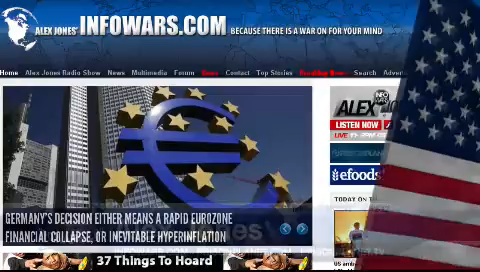 ALEX JONES' INFOWARS.COM BECAUSE THERE IS A WAR ON FOR YOUR MIND
Home Alex Jones Radio Show News Multimedia Forum Store Contact Top Stories Breaking News Search
ALEX
INFO
LISTEN NOW
LIVE
efoods
TODAY ON
GERMANY'S DECISION EITHER MEANS A RAPID EUROZONE
FINANCIAL COLLAPSE, OR INEVITABLE HYPERINFLATION
37 Things To Hoard